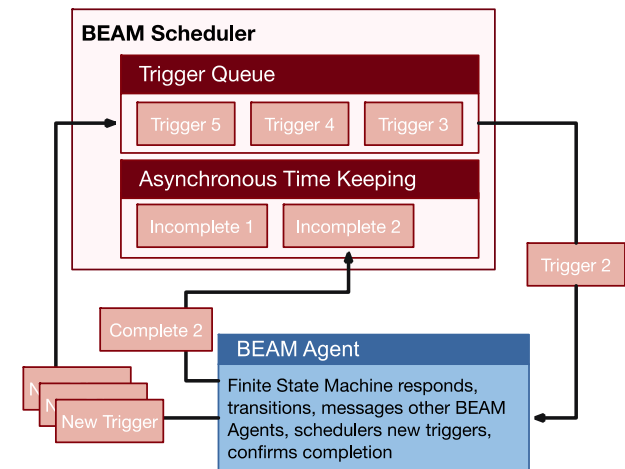 BEAM Scheduler
Trigger Queue
Trigger 5
Trigger 4
Trigger 3
Asynchronous Time Keeping
Incomplete 1
Incomplete 2
Trigger 2
Complete 2
BEAM Agent
Finite State Machine responds,
transitions, messages other BEAM
Agents, schedulers new triggers,
confirms completion
New Trigger